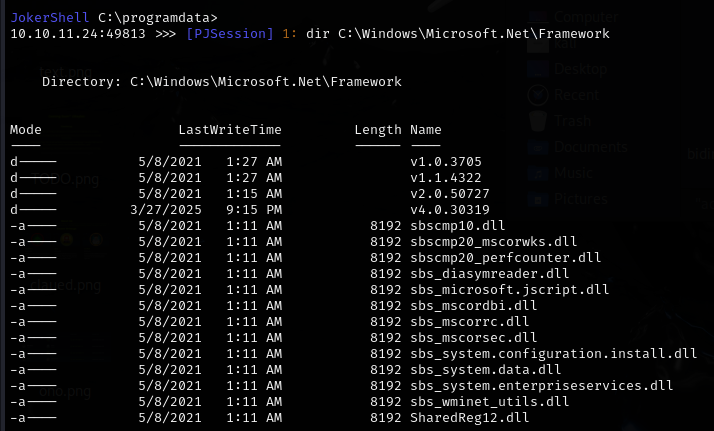 JokerShell C:\programdata>
10.10.11.24:49813 >>> [PJSession] 1: dir C:\Windows\Microsoft.Net\Framework
Directory: C:\Windows\Microsoft.Net\Framework
Mode LastWriteTime Length Name
---- ------------- ------ ----
d----- 5/8/2021 1:27 AM v1.0.3705
d----- 5/8/2021 1:27 AM v1.1.4322
d----- 5/8/2021 1:15 AM v2.0.50727
d----- 3/27/2025 9:15 PM v4.0.30319
-a---- 5/8/2021 1:11 AM 8192 sbscmp10.dll
-a---- 5/8/2021 1:11 AM 8192 sbscmp20_mscorwks.dll
-a---- 5/8/2021 1:11 AM 8192 sbscmp20_perfcounter.dll
-a---- 5/8/2021 1:11 AM 8192 sbs_diasymreader.dll
-a---- 5/8/2021 1:11 AM 8192 sbs_microsoft.jscript.dll
-a---- 5/8/2021 1:11 AM 8192 sbs_mscordbi.dll
-a---- 5/8/2021 1:11 AM 8192 sbs_mscorrc.dll
-a---- 5/8/2021 1:11 AM 8192 sbs_mscorsec.dll
-a---- 5/8/2021 1:11 AM 8192 sbs_system.configuration.install.dll
-a---- 5/8/2021 1:11 AM 8192 sbs_system.data.dll
-a---- 5/8/2021 1:11 AM 8192 sbs_system.enterpriseservices.dll
-a---- 5/8/2021 1:11 AM 8192 sbs_wminet_utils.dll
-a---- 5/8/2021 1:11 AM 8192 SharedReg12.dll
Computer
Desktop
Recent
Trash
Documents
Music
Pictures